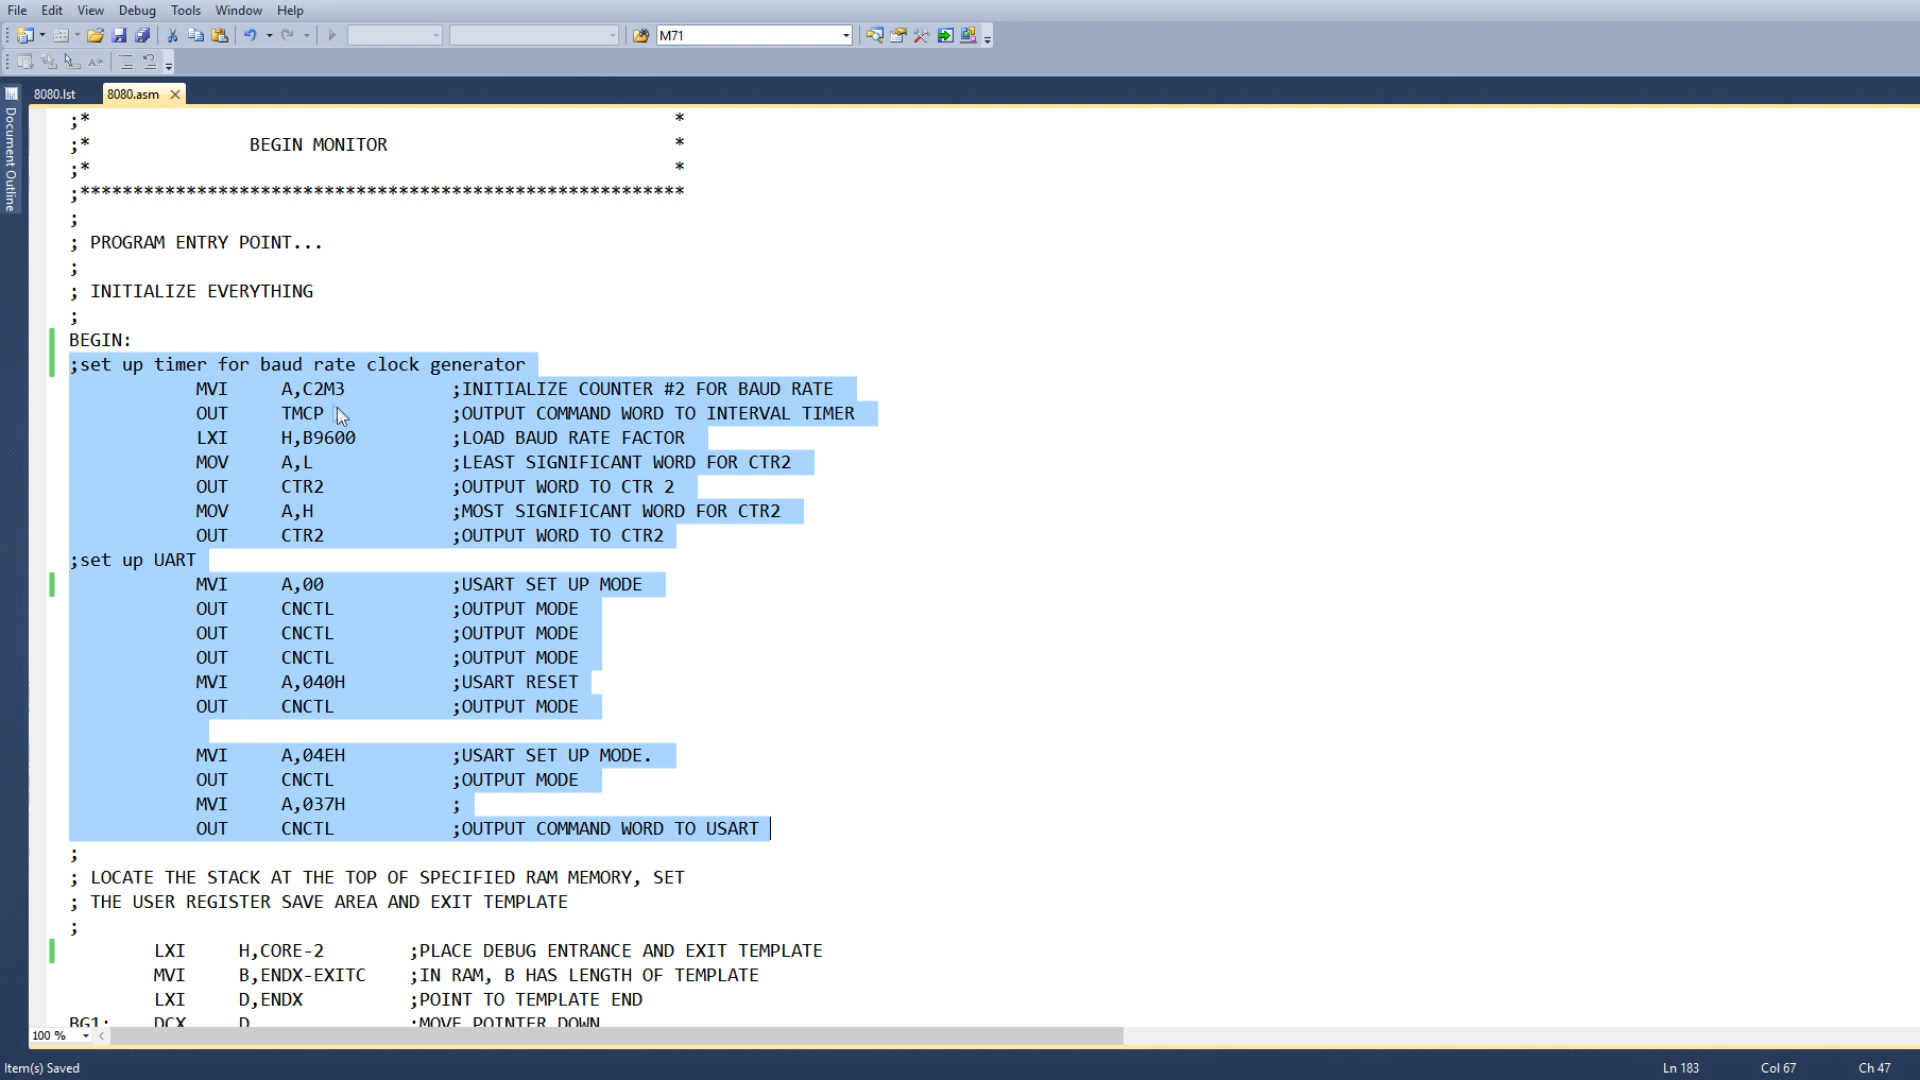 File Edit View Debug Tools Window Help
M71
8080.lst 8080.asm
Document Outline
;* *
;* BEGIN MONITOR *
;* *
;*********************************************************
;
; PROGRAM ENTRY POINT...
;
; INITIALIZE EVERYTHING
;
BEGIN:
;set up timer for baud rate clock generator
MVI A,C2M3 ;INITIALIZE COUNTER #2 FOR BAUD RATE
OUT TMCP ;OUTPUT COMMAND WORD TO INTERVAL TIMER
LXI H,B9600 ;LOAD BAUD RATE FACTOR
MOV A,L ;LEAST SIGNIFICANT WORD FOR CTR2
OUT CTR2 ;OUTPUT WORD TO CTR 2
MOV A,H ;MOST SIGNIFICANT WORD FOR CTR2
OUT CTR2 ;OUTPUT WORD TO CTR2
;set up UART
MVI A,00 ;USART SET UP MODE
OUT CNCTL ;OUTPUT MODE
OUT CNCTL ;OUTPUT MODE
OUT CNCTL ;OUTPUT MODE
MVI A,040H ;USART RESET
OUT CNCTL ;OUTPUT MODE
MVI A,04EH ;USART SET UP MODE.
OUT CNCTL ;OUTPUT MODE
MVI A,037H ;
OUT CNCTL ;OUTPUT COMMAND WORD TO USART
;
; LOCATE THE STACK AT THE TOP OF SPECIFIED RAM MEMORY, SET
; THE USER REGISTER SAVE AREA AND EXIT TEMPLATE
;
LXI H,CORE-2 ;PLACE DEBUG ENTRANCE AND EXIT TEMPLATE
MVI B,ENDX-EXITC ;IN RAM, B HAS LENGTH OF TEMPLATE
LXI D,ENDX ;POINT TO TEMPLATE END
BG1: DCX D ;MOVE POINTER DOWN
100 %
Item(s) Saved Ln 183 Col 67 Ch 47